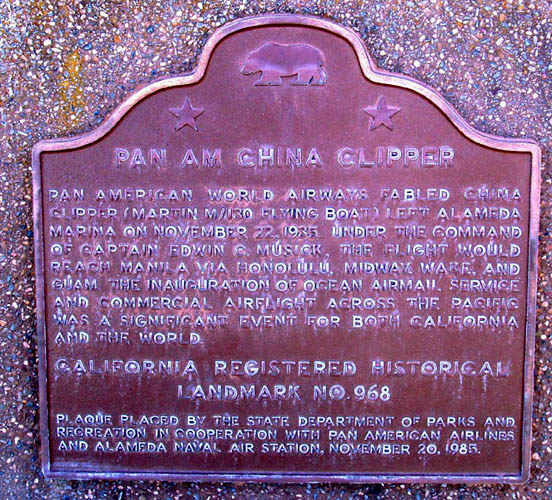 PAN AM CHINA CLIPPER
PAN AMERICAN WORLD AIRWAYS FABLED CHINA
CLIPPER (MARTIN M/130 FLYING BOAT) LEFT ALAMEDA
MARINA ON NOVEMBER 22, 1935. UNDER THE COMMAND
OF CAPTAIN EDWIN C. MUSICK, THE FLIGHT WOULD
REACH MANILA VIA HONOLULU, MIDWAY, WAKE, AND
GUAM. THE INAUGURATION OF OCEAN AIRMAIL SERVICE
AND COMMERCIAL AIRFLIGHT ACROSS THE PACIFIC
WAS A SIGNIFICANT EVENT FOR BOTH CALIFORNIA
AND THE WORLD.
CALIFORNIA REGISTERED HISTORICAL
LANDMARK NO. 968
PLAQUE PLACED BY THE STATE DEPARTMENT OF PARKS AND
RECREATION IN COOPERATION WITH PAN AMERICAN AIRLINES
AND ALAMEDA NAVAL AIR STATION, NOVEMBER 20, 1985.